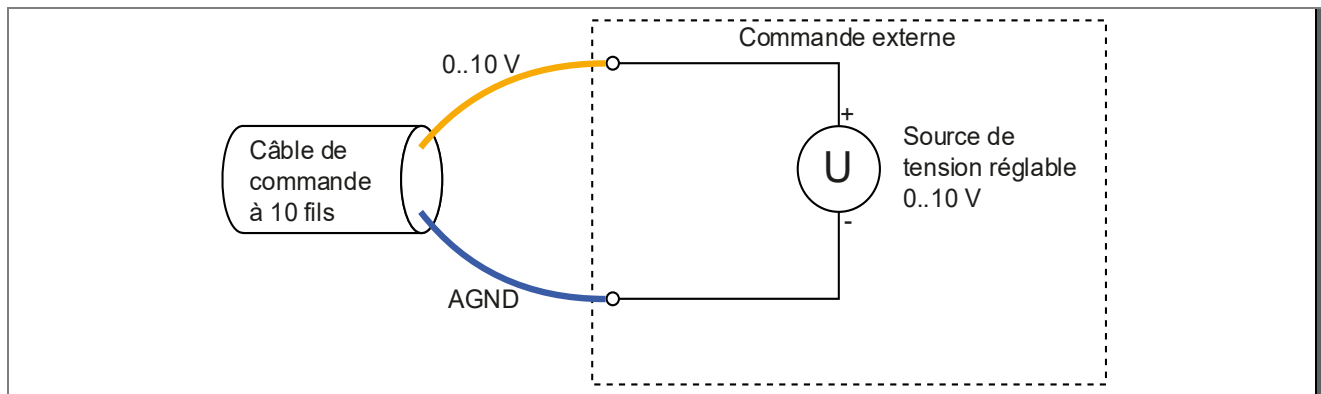 Commande externe
0..10 V
+
Câble de
commande
à 10 fils
U
Source de
tension réglable
0..10 V
-
AGND